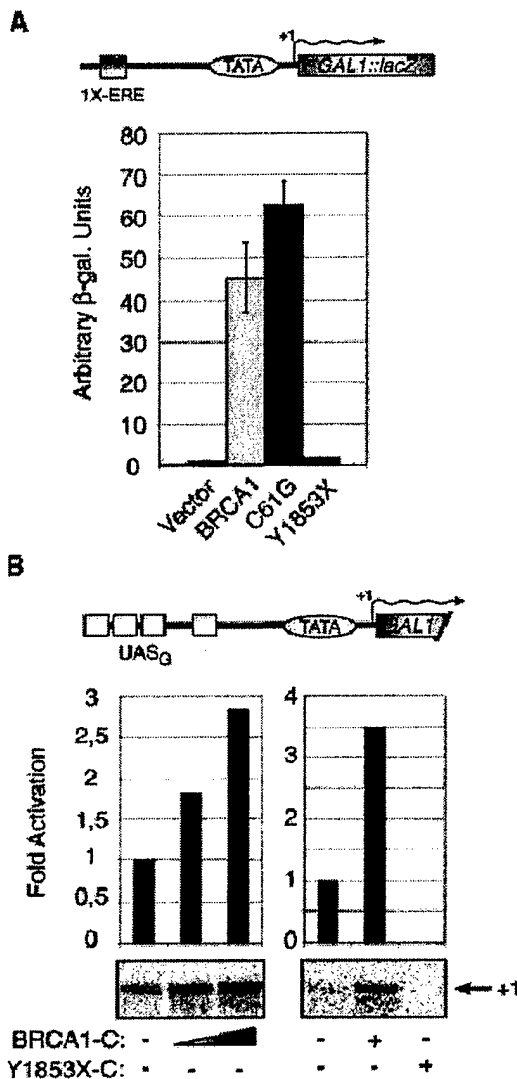 A
+1
TATA
GAL1::lacZ
1X-ERE
80
70
60
50
40
30
20
10
0
Arbitrary β-gal. Units
Vector
BRCA1
C61G
Y1853X
B
+1
TATA
GAL1
UASG
3
2,5
2
1,5
1
0,5
0
Fold Activation
4
3
2
1
0
+1
BRCA1-C: - - +  -
Y1853X-C: - - - - - +